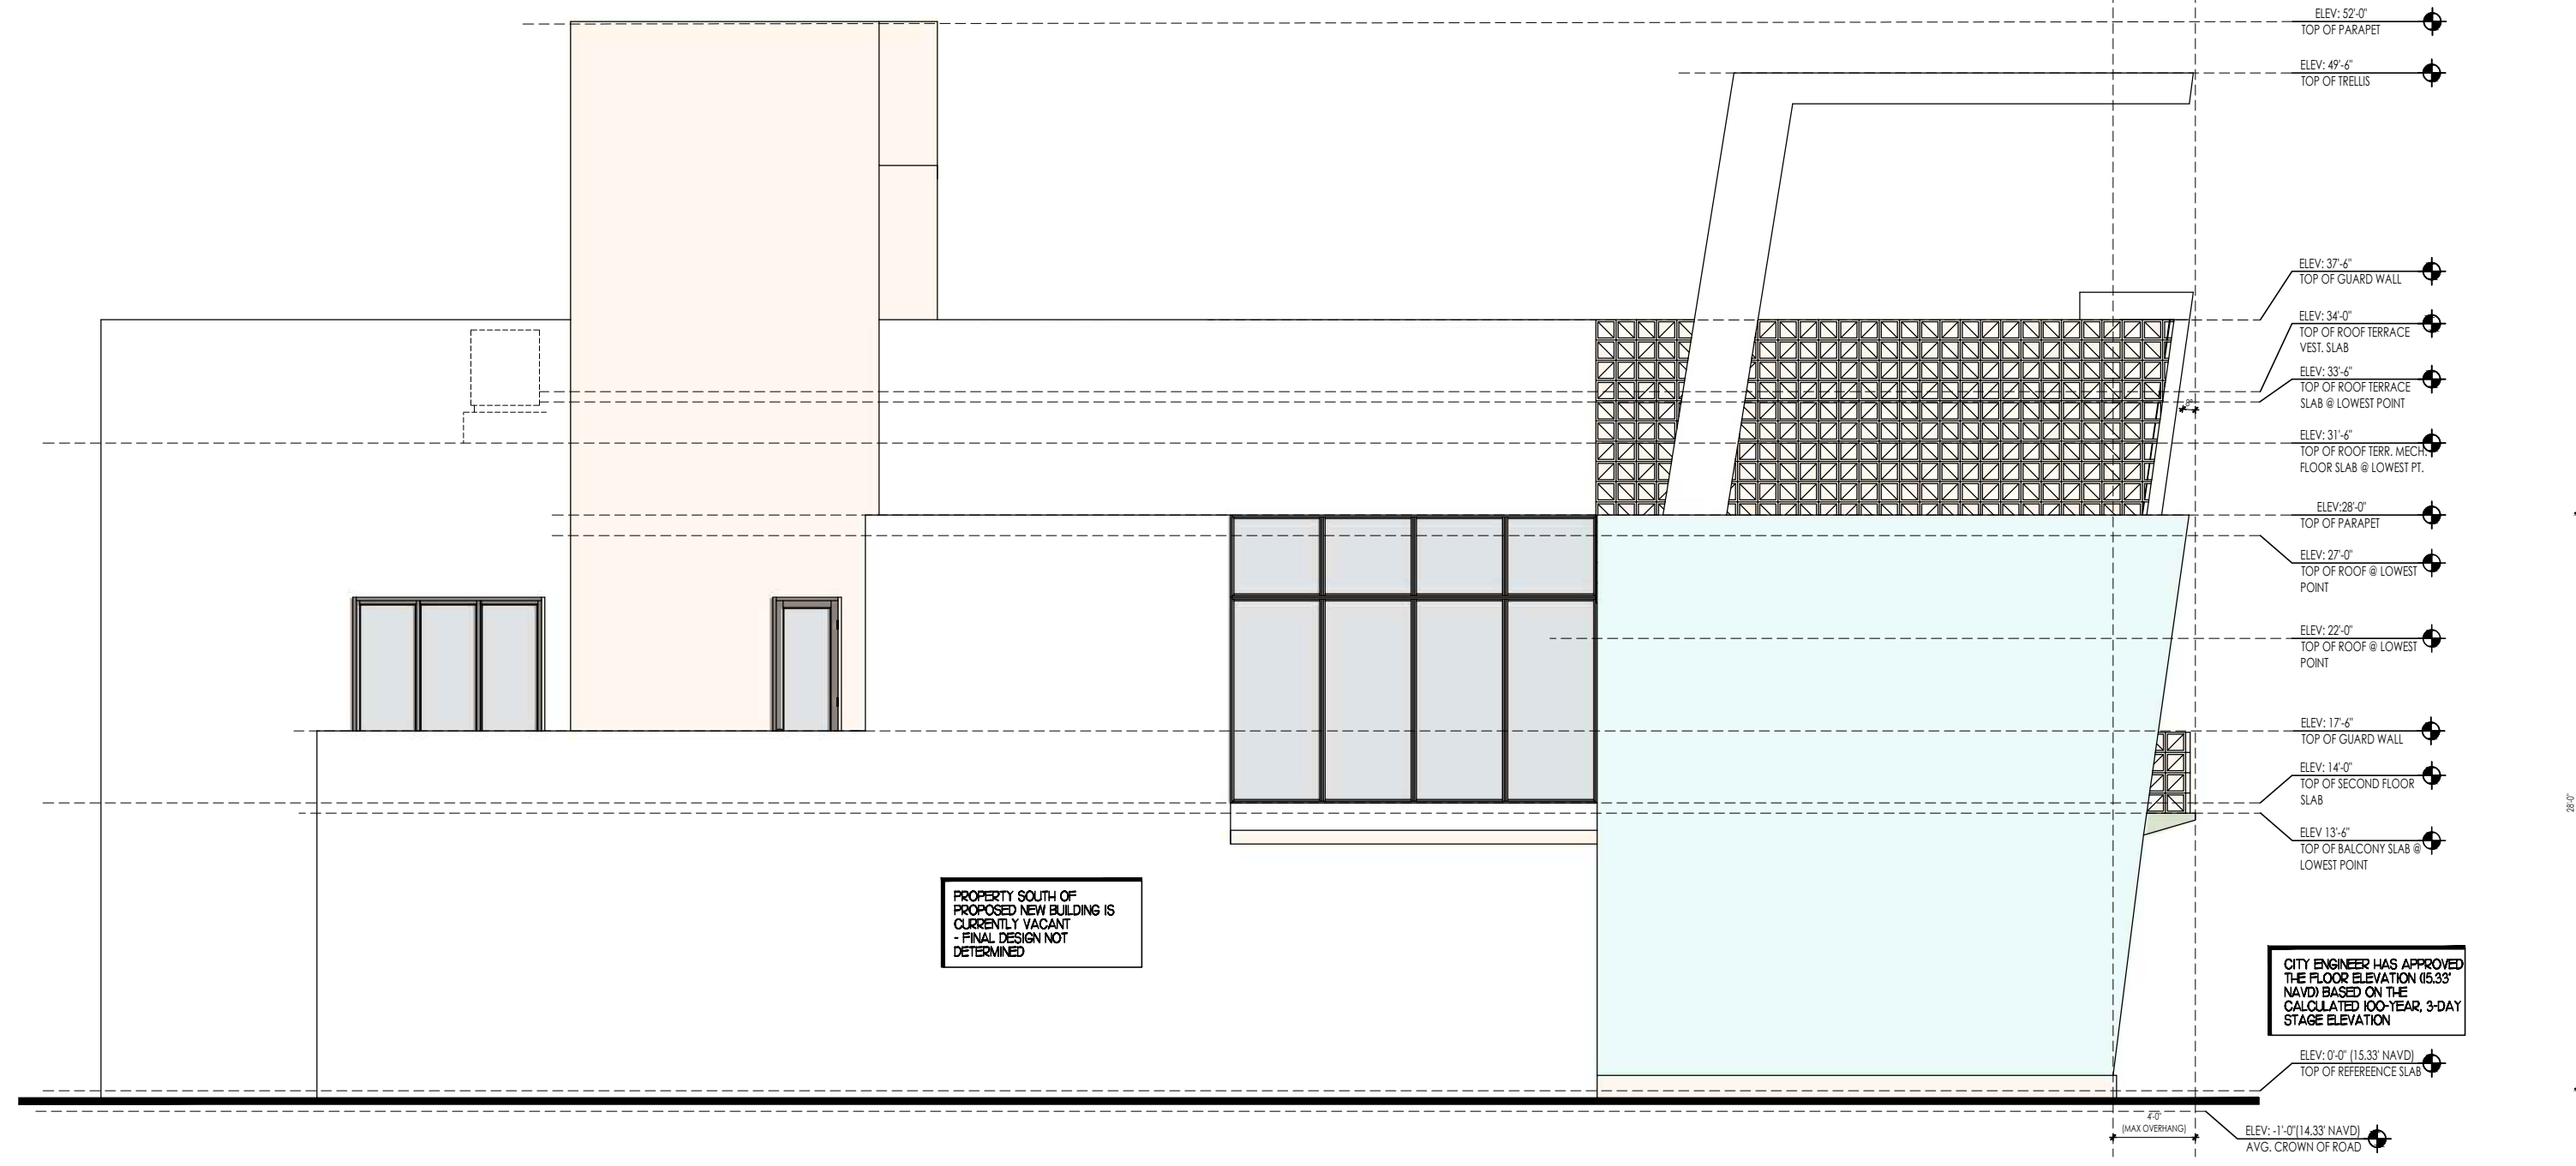 ELEV: 52'-0"
TOP OF PARAPET
ELEV: 49'-6"
TOP OF TRELLIS
ELEV: 37'-6"
TOP OF GUARD WALL
ELEV: 34'-0"
TOP OF ROOF TERRACE
VEST. SLAB
ELEV: 33'-6"
TOP OF ROOF TERRACE
SLAB @ LOWEST POINT
8"
ELEV: 31'-6"
TOP OF ROOF TERR. MECH.
FLOOR SLAB @ LOWEST PT.
ELEV:28'-0"
TOP OF PARAPET
ELEV: 27'-0"
TOP OF ROOF @ LOWEST
POINT
ELEV: 22'-0"
TOP OF ROOF @ LOWEST
POINT
ELEV: 17'-6"
TOP OF GUARD WALL
ELEV: 14'-0"
TOP OF SECOND FLOOR
SLAB
28'-0"
ELEV 13'-6"
TOP OF BALCONY SLAB @
LOWEST POINT
PROPERTY SOUTH OF
PROPOSED NEW BUILDING IS
CURRENTLY VACANT
- FINAL DESIGN NOT
DETERMINED
CITY ENGINEER HAS APPROVED
THE FLOOR ELEVATION (15.33'
NAVD) BASED ON THE
CALCULATED 100-YEAR, 3-DAY
STAGE ELEVATION
ELEV: 0'-0" (15.33' NAVD)
TOP OF REFEREENCE SLAB
4'-0"
(MAX OVERHANG)
ELEV: -1'-0"(14.33' NAVD)
AVG. CROWN OF ROAD